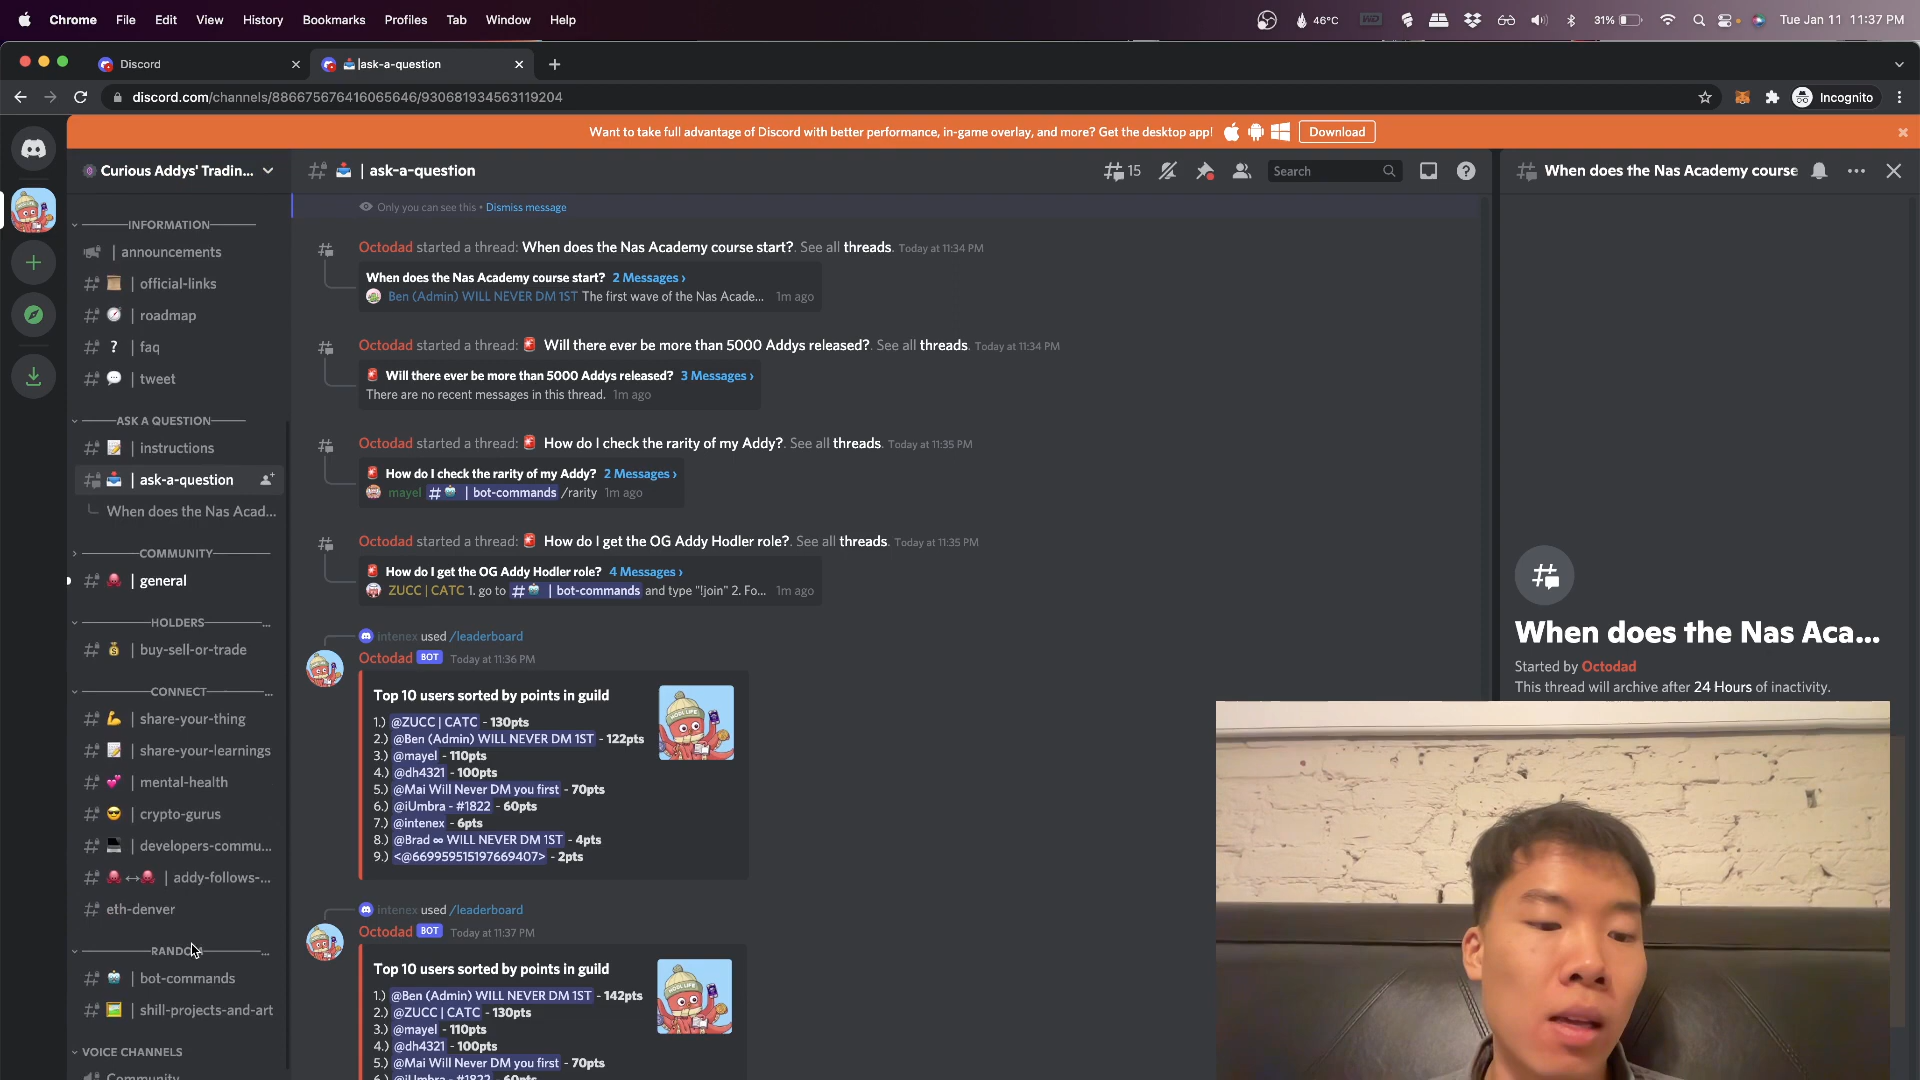 Chrome File Edit View History Bookmarks Profiles Tab Window Help
46°C 31% Tue Jan 11 11:37 PM
Discord
|ask-a-question
discord.com/channels/886675676416065646/930681934563119204
Incognito
Want to take full advantage of Discord with better performance, in-game overlay, and more? Get the desktop app! Download
Curious Addys' Tradin...
INFORMATION
| announcements
| official-links
| roadmap
? | faq
| tweet
ASK A QUESTION
| instructions
| ask-a-question
When does the Nas Acad...
COMMUNITY
| general
HOLDERS ...
| buy-sell-or-trade
CONNECT ...
| share-your-thing
| share-your-learnings
| mental-health
| crypto-gurus
| developers-commu...
| addy-follows-...
# eth-denver
RANDOM ...
| bot-commands
| shill-projects-and-art
VOICE CHANNELS
Community
| ask-a-question
15
Search
Only you can see this • Dismiss message
Octodad started a thread: When does the Nas Academy course start?. See all threads. Today at 11:34 PM
When does the Nas Academy course start? 2 Messages ›
Ben (Admin) WILL NEVER DM 1ST The first wave of the Nas Acade... 1m ago
Octodad started a thread: 🚨 Will there ever be more than 5000 Addys released?. See all threads. Today at 11:34 PM
🚨 Will there ever be more than 5000 Addys released? 3 Messages ›
There are no recent messages in this thread. 1m ago
Octodad started a thread: 🚨 How do I check the rarity of my Addy?. See all threads. Today at 11:35 PM
🚨 How do I check the rarity of my Addy? 2 Messages ›
mayel # | bot-commands /rarity 1m ago
Octodad started a thread: 🚨 How do I get the OG Addy Hodler role?. See all threads. Today at 11:35 PM
🚨 How do I get the OG Addy Hodler role? 4 Messages ›
ZUCC | CATC 1. go to # | bot-commands and type "!join" 2. Fo... 1m ago
intenex used /leaderboard
Octodad BOT Today at 11:36 PM
Top 10 users sorted by points in guild
1.) @ZUCC | CATC - 130pts
2.) @Ben (Admin) WILL NEVER DM 1ST - 122pts
3.) @mayel - 110pts
4.) @dh4321 - 100pts
5.) @Mai Will Never DM you first - 70pts
6.) @iUmbra - #1822 - 60pts
7.) @intenex - 6pts
8.) @Brad ∞ WILL NEVER DM 1ST - 4pts
9.) <@669959515197669407> - 2pts
intenex used /leaderboard
Octodad BOT Today at 11:37 PM
Top 10 users sorted by points in guild
1.) @Ben (Admin) WILL NEVER DM 1ST - 142pts
2.) @ZUCC | CATC - 130pts
3.) @mayel - 110pts
4.) @dh4321 - 100pts
5.) @Mai Will Never DM you first - 70pts
6.) @iUmbra - #1822 - 60pts
When does the Nas Academy course
When does the Nas Aca...
Started by Octodad
This thread will archive after 24 Hours of inactivity.